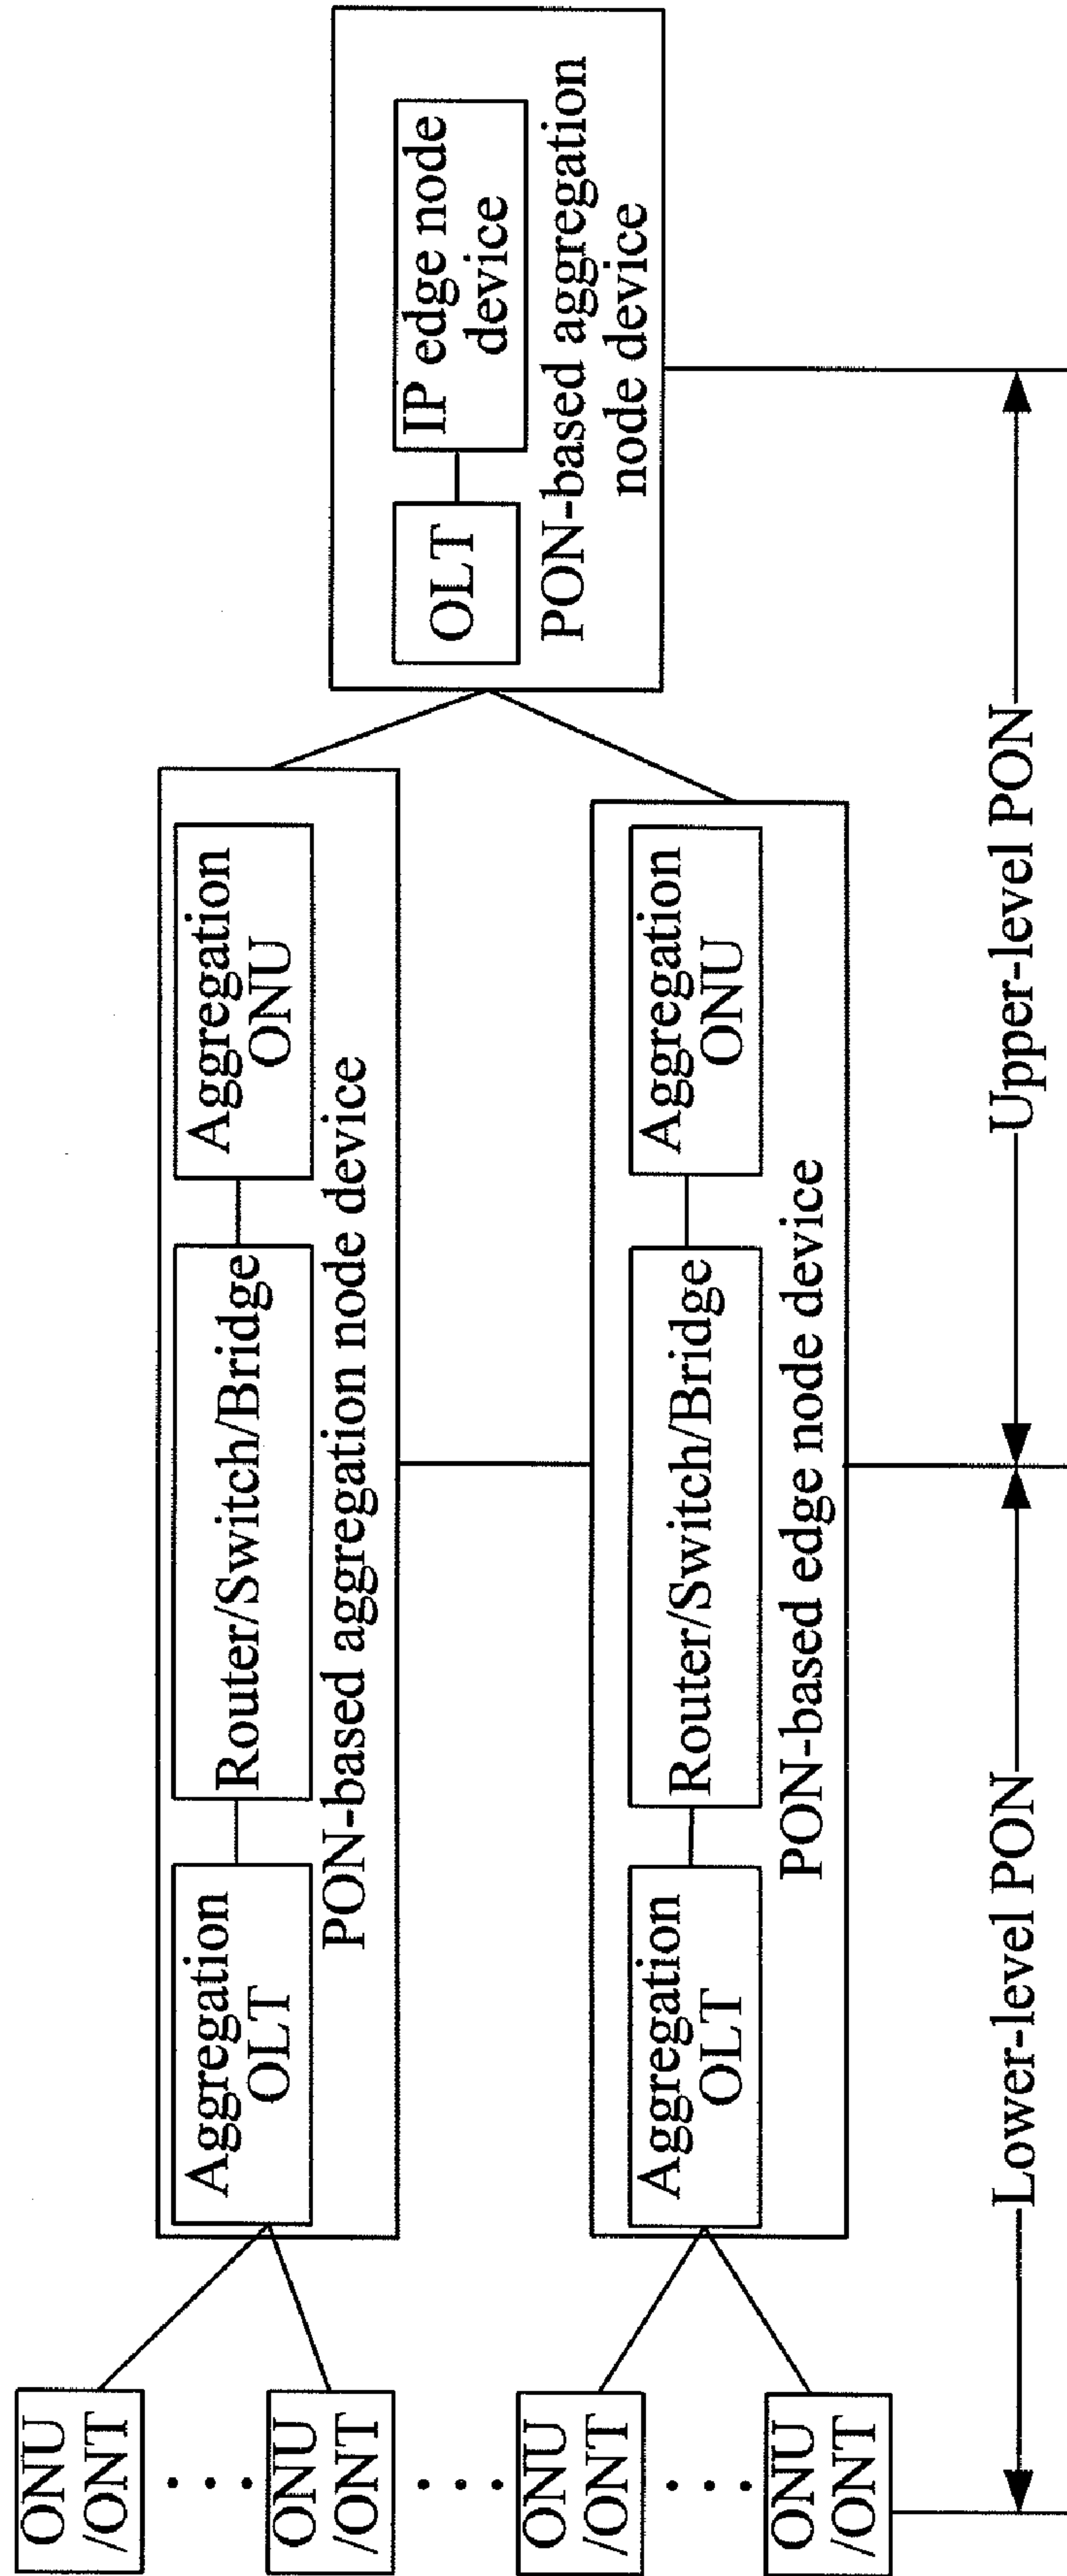 ONU
/ONT
ONU
/ONT
ONU
/ONT
ONU
/ONT
Aggregation
OLT
Router/Switch/Bridge
Aggregation
ONU
PON-based aggregation node device
Aggregation
OLT
Router/Switch/Bridge
Aggregation
ONU
PON-based edge node device
OLT
IP edge node
device
PON-based aggregation
node device
Lower-level PON
Upper-level PON